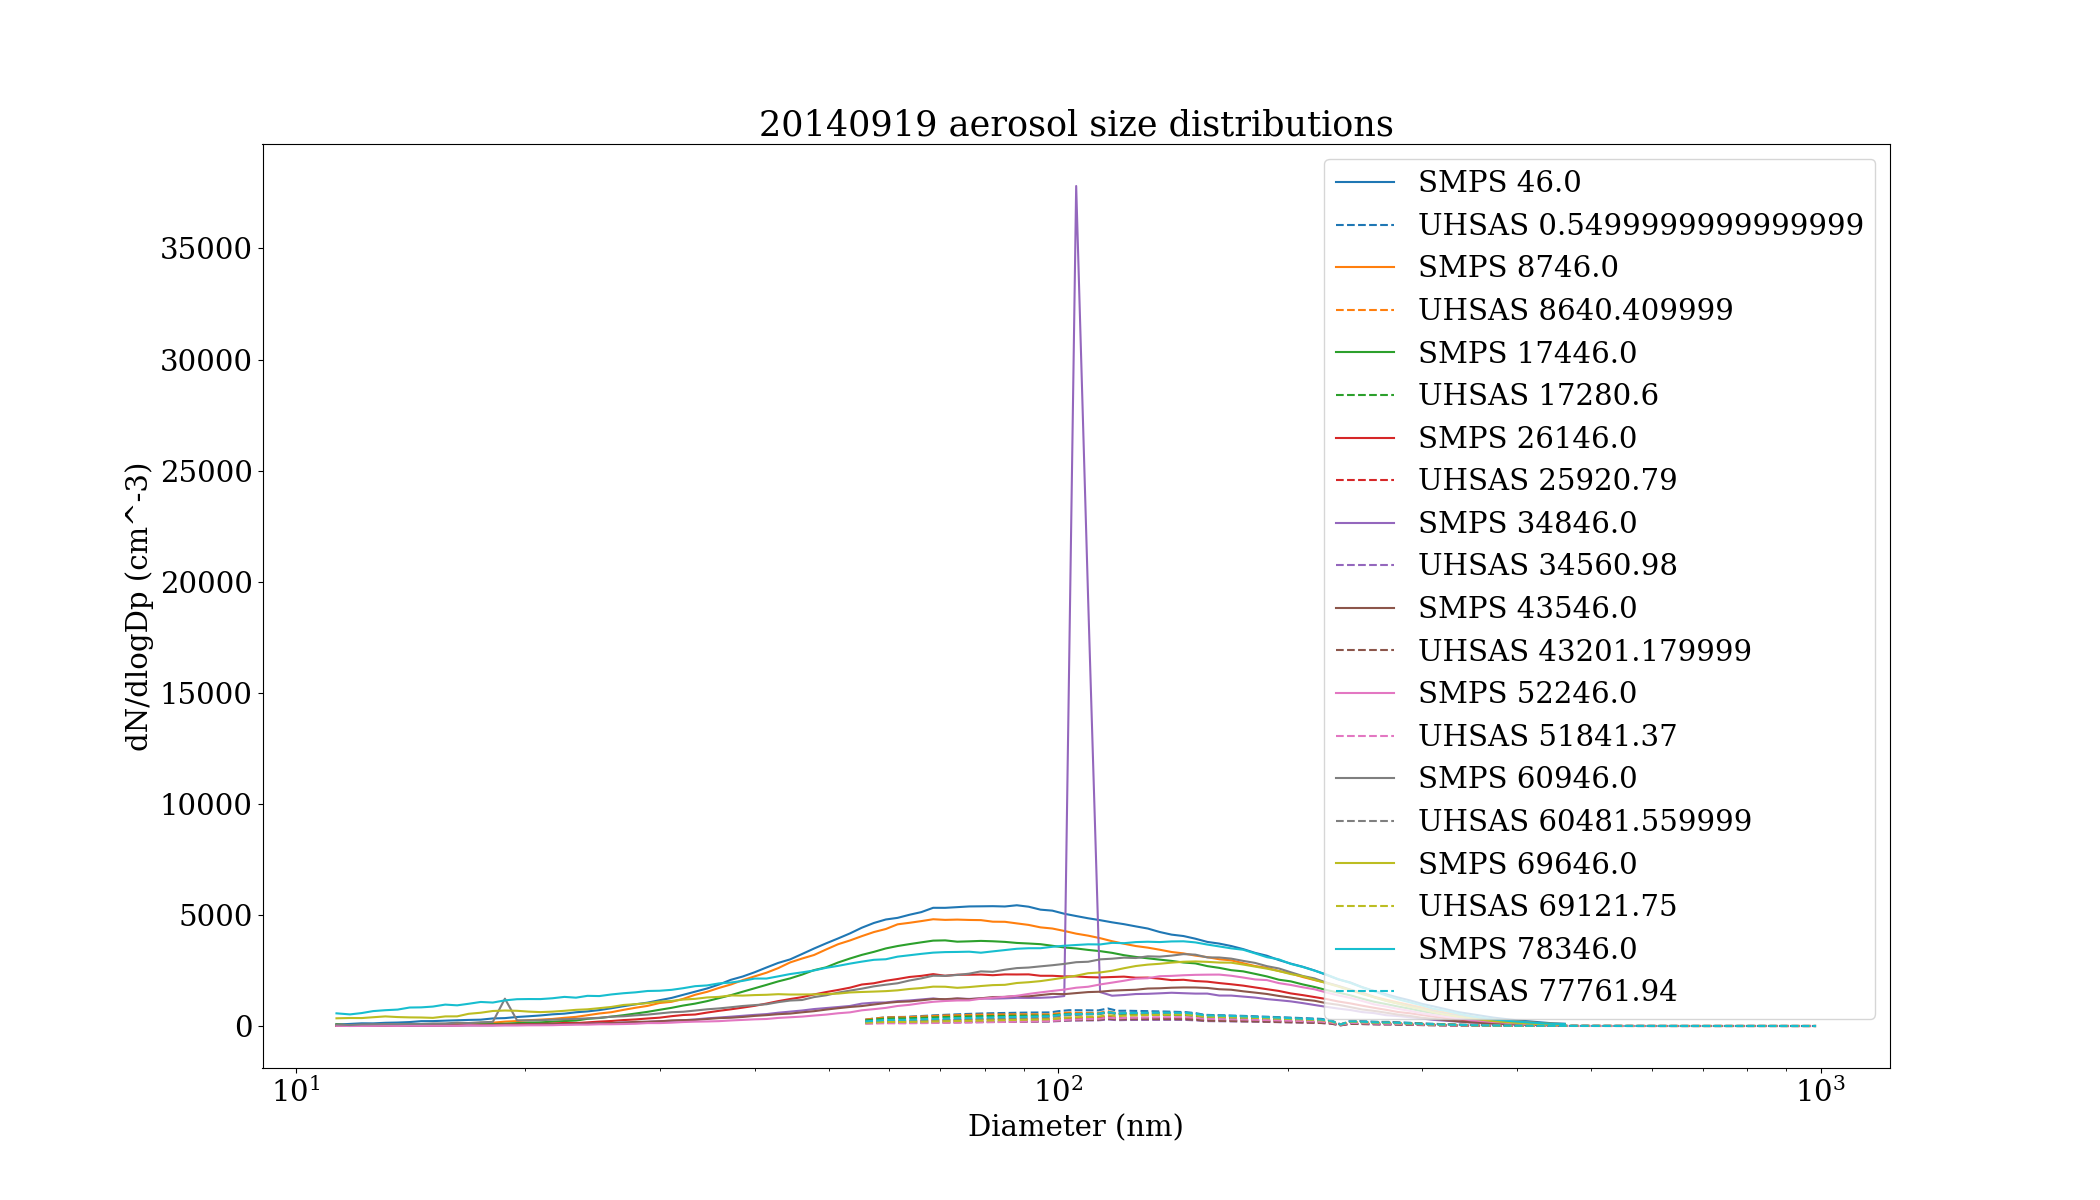 20140919 aerosol size distributions
SMPS 46.0
UHSAS 0.5499999999999999
SMPS 8746.0
UHSAS 8640.409999
SMPS 17446.0
UHSAS 17280.6
SMPS 26146.0
UHSAS 25920.79
SMPS 34846.0
UHSAS 34560.98
SMPS 43546.0
UHSAS 43201.179999
SMPS 52246.0
UHSAS 51841.37
SMPS 60946.0
UHSAS 60481.559999
SMPS 69646.0
UHSAS 69121.75
SMPS 78346.0
UHSAS 77761.94
dN/dlogDp (cm^-3)
35000
30000
25000
20000
15000
10000
5000
0
10¹ 10² 10³
Diameter (nm)